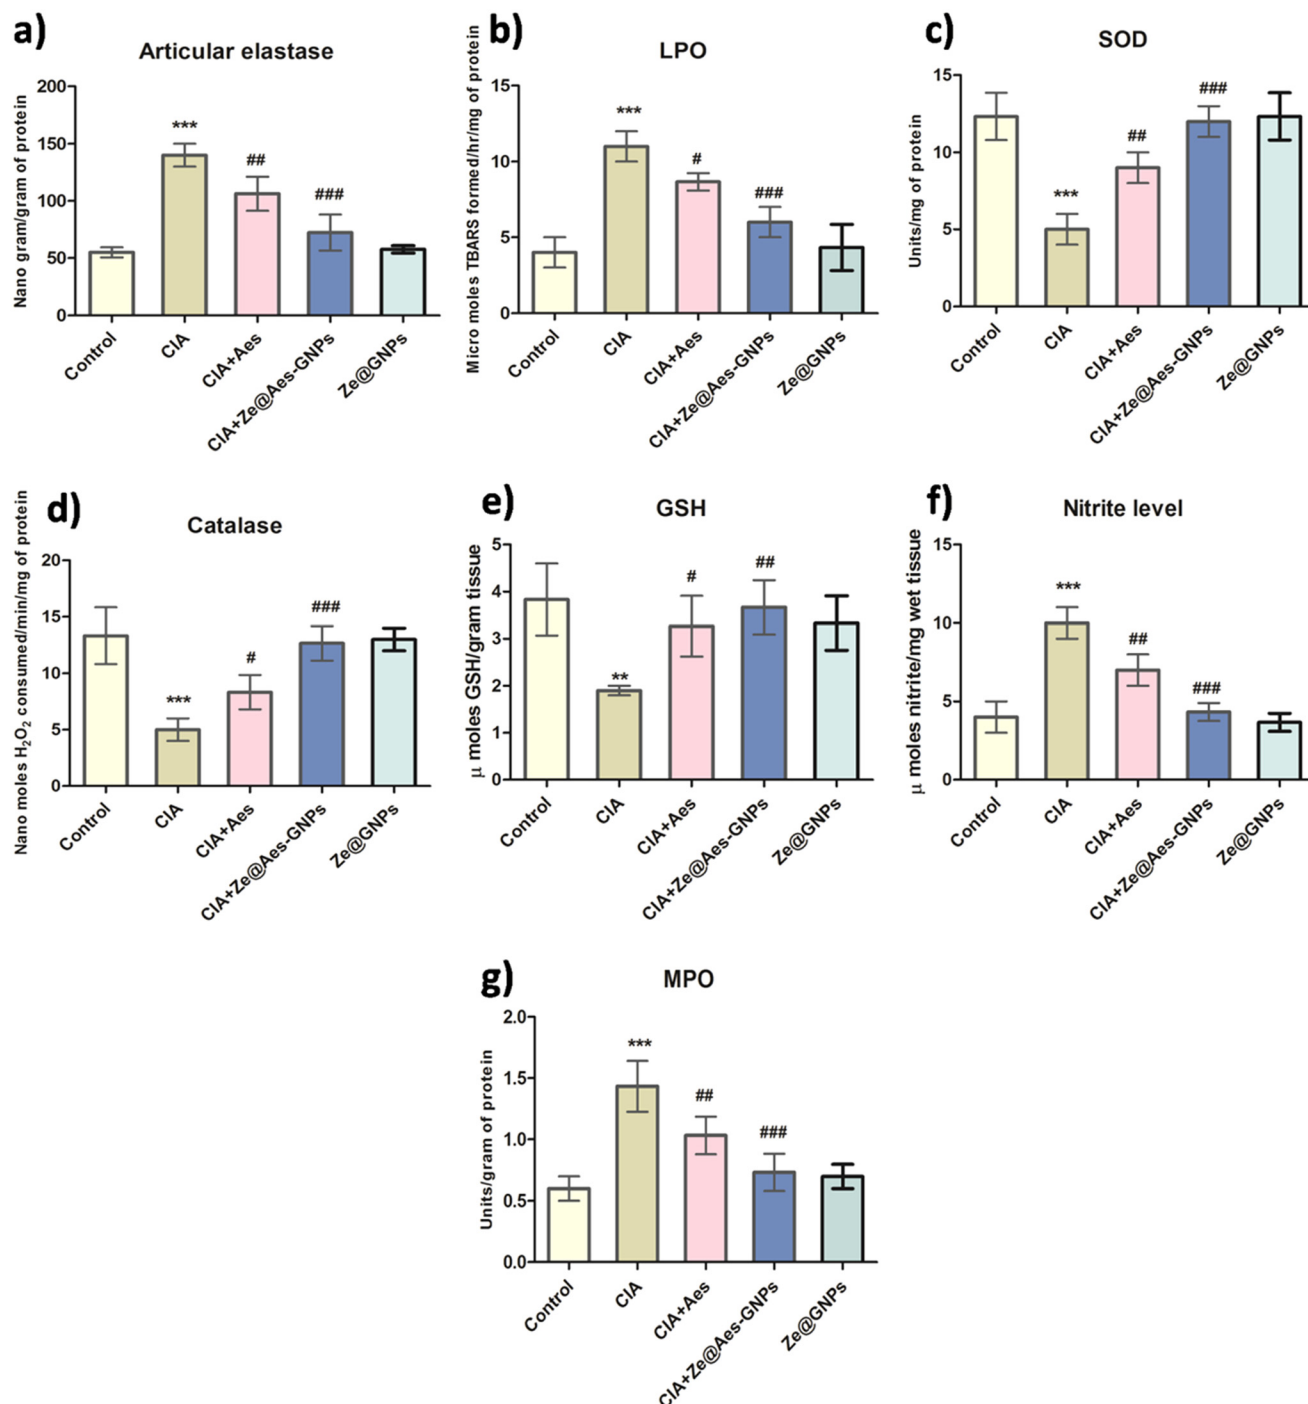 a)
Articular elastase
Nano gram/gram of protein
200
150
100
50
0
***
##
###
Control
CIA
CIA+Aes
CIA+Ze@Aes-GNPs
Ze@GNPs
b)
LPO
Micro moles TBARS formed/hr/mg of protein
15
10
5
0
***
#
###
Control
CIA
CIA+Aes
CIA+Ze@Aes-GNPs
Ze@GNPs
c)
SOD
Units/mg of protein
15
10
5
0
***
##
###
Control
CIA
CIA+Aes
CIA+Ze@Aes-GNPs
Ze@GNPs
d)
Catalase
Nano moles H₂O₂ consumed/min/mg of protein
20
15
10
5
0
***
#
###
Control
CIA
CIA+Aes
CIA+Ze@Aes-GNPs
Ze@GNPs
e)
GSH
μ moles GSH/gram tissue
5
4
3
2
1
0
**
#
##
Control
CIA
CIA+Aes
CIA+Ze@Aes-GNPs
Ze@GNPs
f)
Nitrite level
μ moles nitrite/mg wet tissue
15
10
5
0
***
##
###
Control
CIA
CIA+Aes
CIA+Ze@Aes-GNPs
Ze@GNPs
g)
MPO
Units/gram of protein
2.0
1.5
1.0
0.5
0.0
***
##
###
Control
CIA
CIA+Aes
CIA+Ze@Aes-GNPs
Ze@GNPs